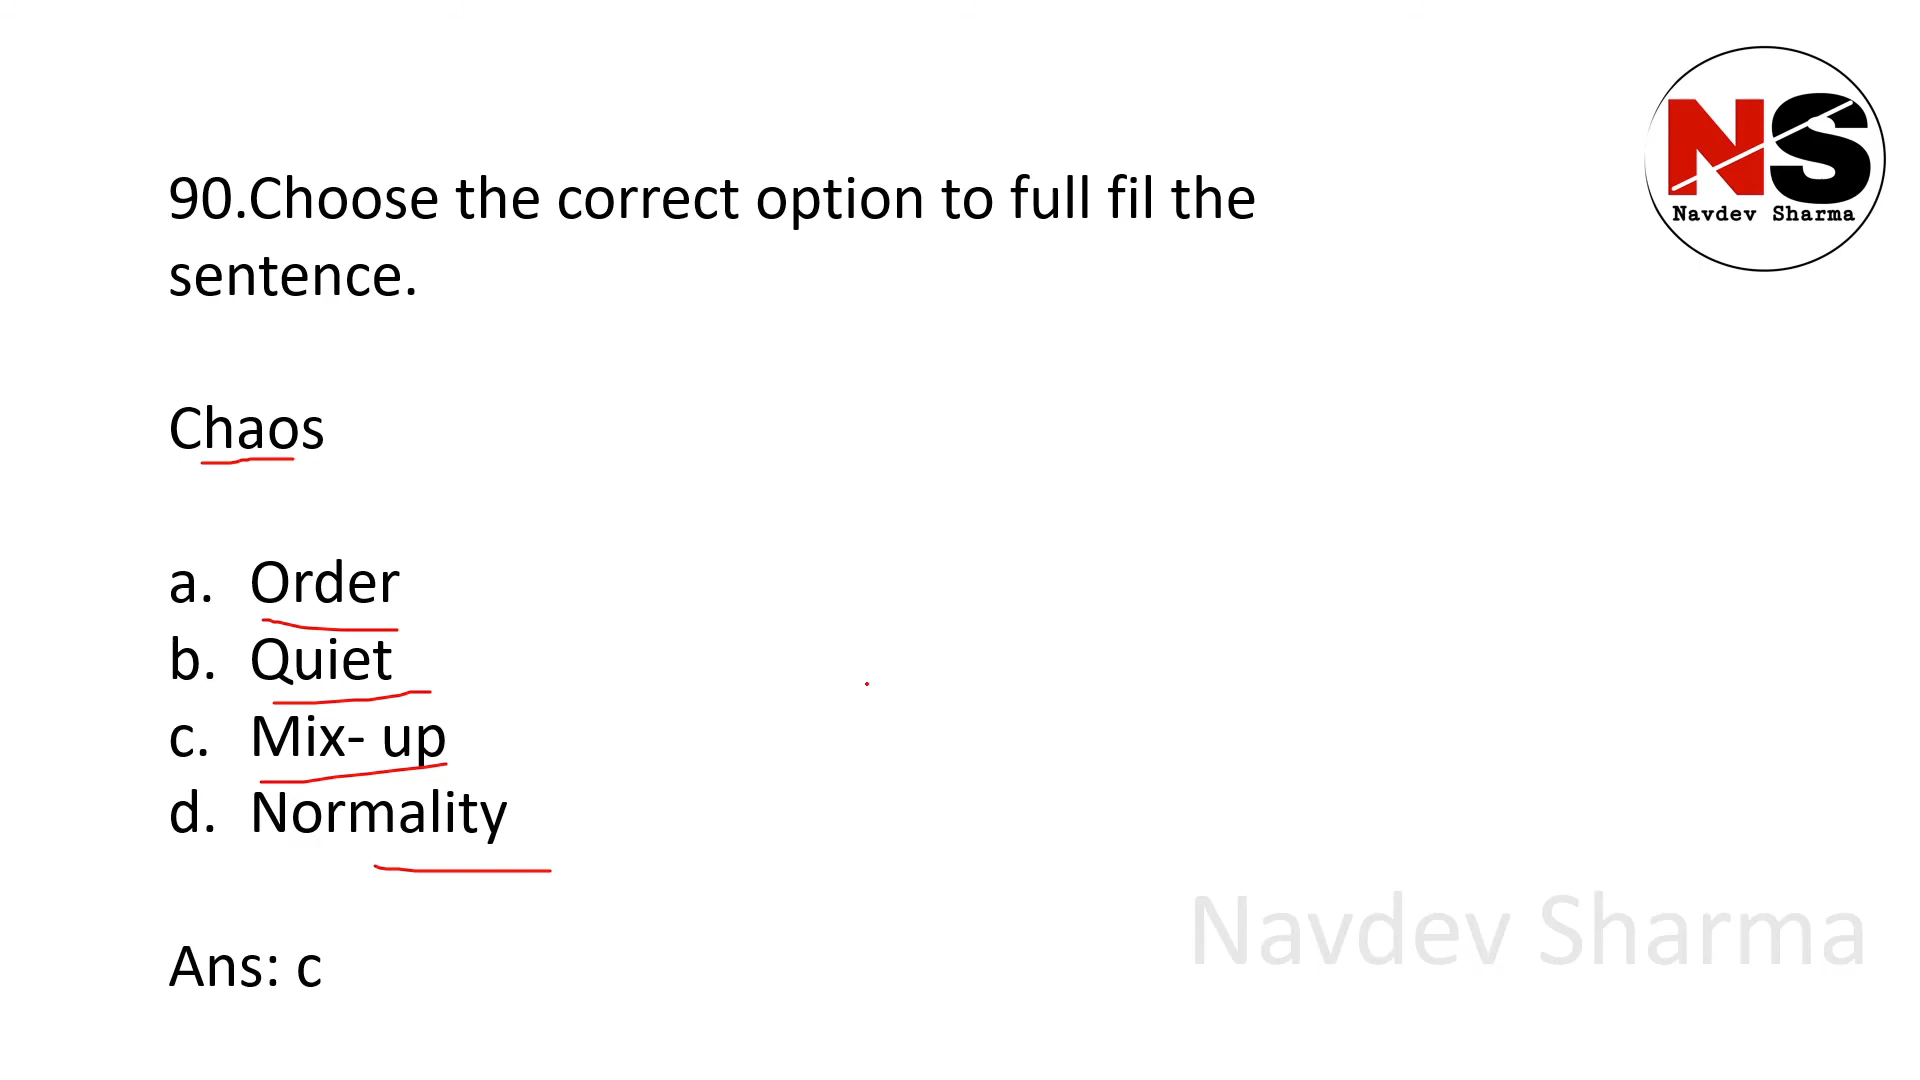 NS
Navdev Sharma
90.Choose the correct option to full fil the
sentence.
Chaos
a. Order
b. Quiet
c. Mix- up
d. Normality
Ans: c
Navdev Sharma